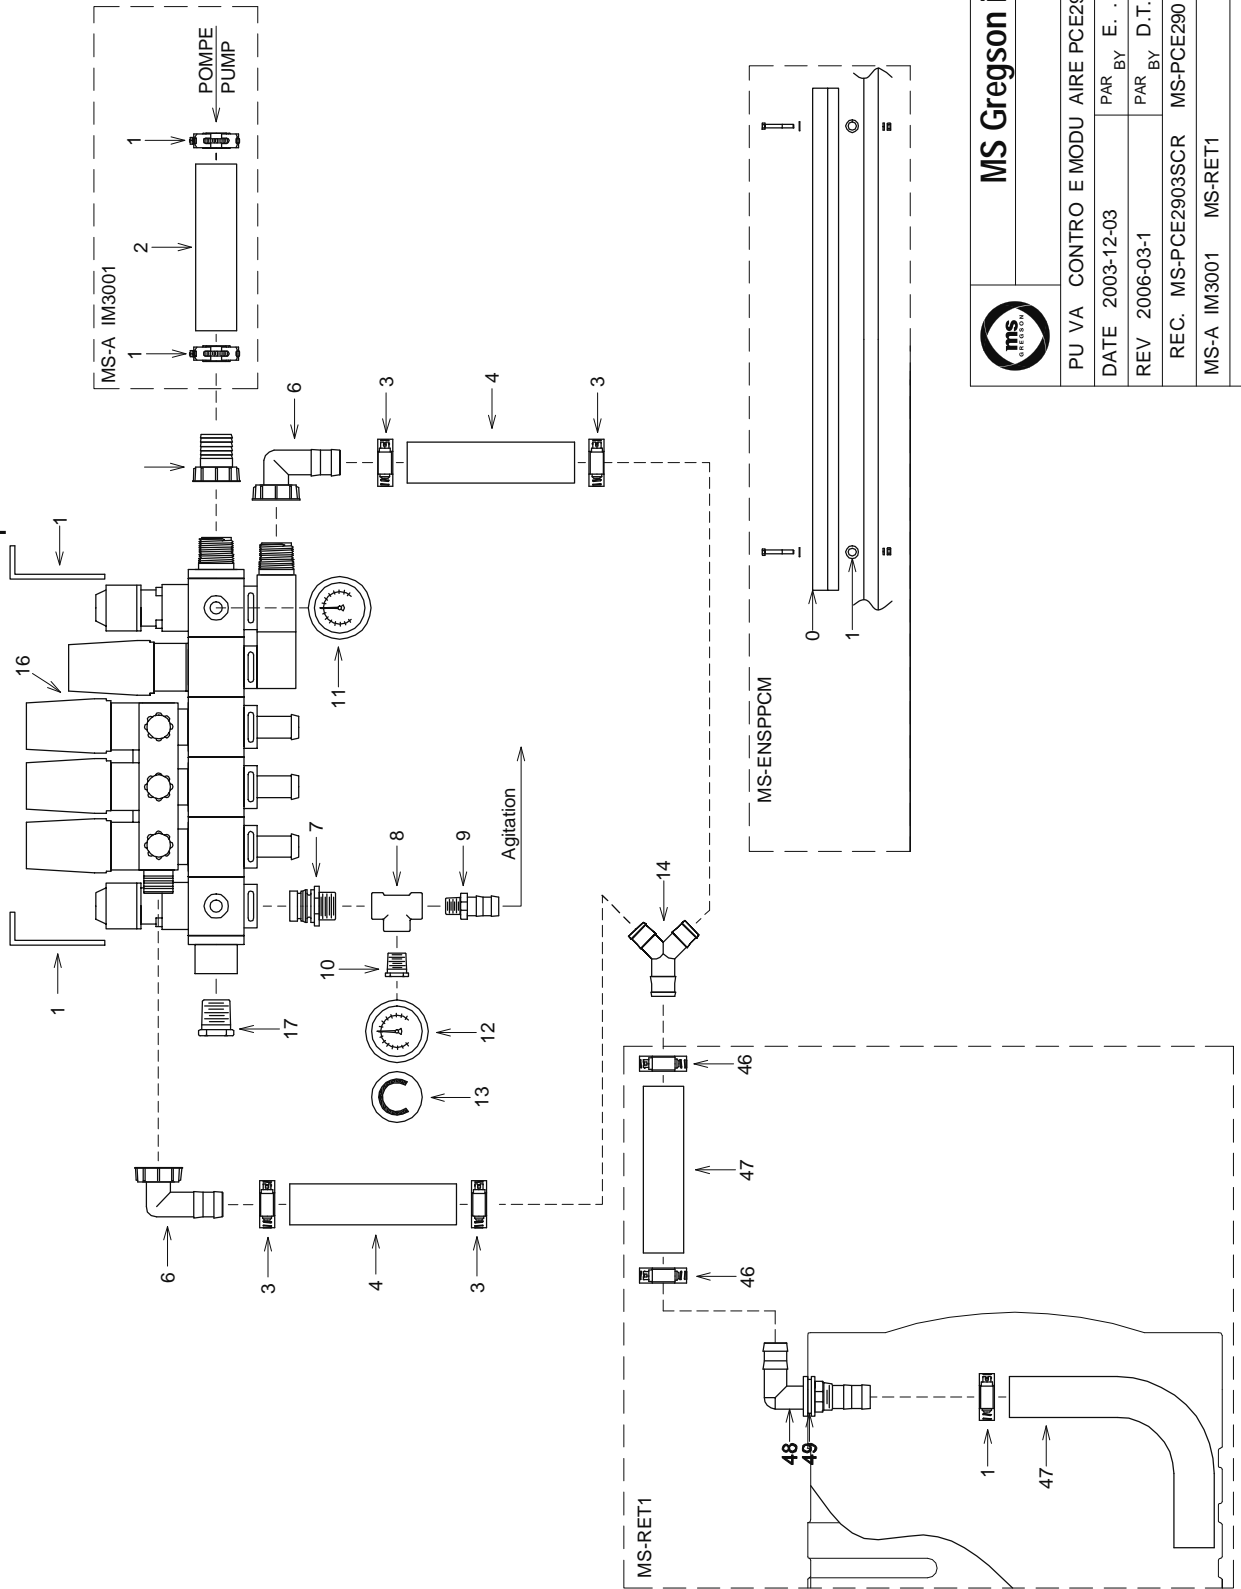 MS-A IM3001
POMPE
PUMP
1
2
1
1
16
6
3
4
3
11
7
8
9
Agitation
10
12
13
17
1
14
6
3
4
3
MS-ENSPPCM
0
1
46
47
46
48
49
1
47
MS-RET1
ms
GREGSON
MS Gregson
PU VA CONTRO E MODU AIRE PCE29
DATE 2003-12-03
PAR
BY
E. .
REV 2006-03-1
PAR
BY
D.T.
REC. MS-PCE2903SCR MS-PCE290
MS-A IM3001 MS-RET1